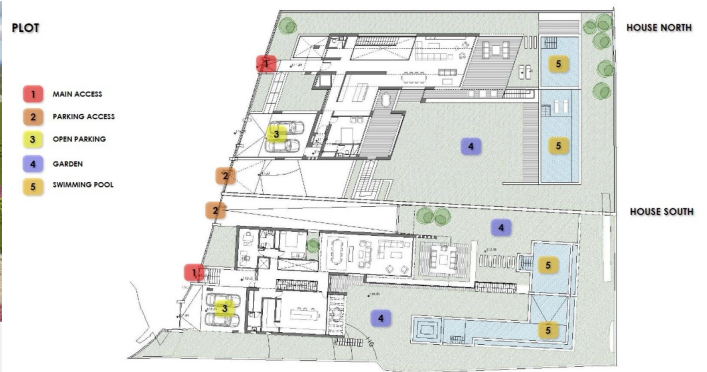 PLOT
HOUSE NORTH
1 MAIN ACCESS
2 PARKING ACCESS
3 OPEN PARKING
4 GARDEN
5 SWIMMING POOL
HOUSE SOUTH
5
3
4
5
2
2
4
5
1
3
4
5